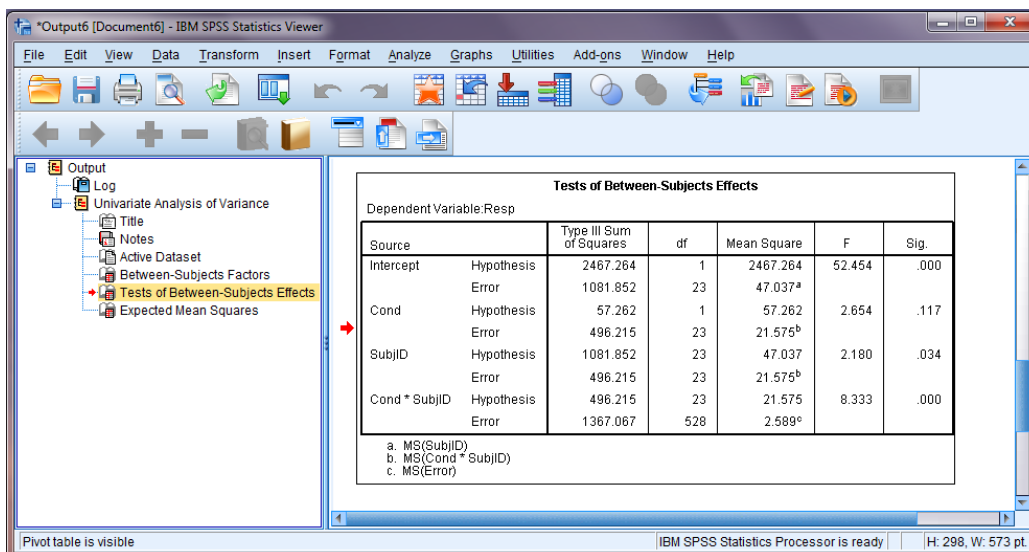 *Output6 [Document6] - IBM SPSS Statistics Viewer
File Edit View Data Transform Insert Format Analyze Graphs Utilities Add-ons Window Help
Output
Log
Univariate Analysis of Variance
Title
Notes
Active Dataset
Between-Subjects Factors
Tests of Between-Subjects Effects
Expected Mean Squares
Tests of Between-Subjects Effects
Dependent Variable:Resp
Source Type III Sum of Squares df Mean Square F Sig.
Intercept Hypothesis 2467.264 1 2467.264 52.454 .000
Error 1081.852 23 47.037a
Cond Hypothesis 57.262 1 57.262 2.654 .117
Error 496.215 23 21.575b
SubjID Hypothesis 1081.852 23 47.037 2.180 .034
Error 496.215 23 21.575b
Cond * SubjID Hypothesis 496.215 23 21.575 8.333 .000
Error 1367.067 528 2.589c
a. MS(SubjID)
b. MS(Cond * SubjID)
c. MS(Error)
Pivot table is visible IBM SPSS Statistics Processor is ready H: 298, W: 573 pt.